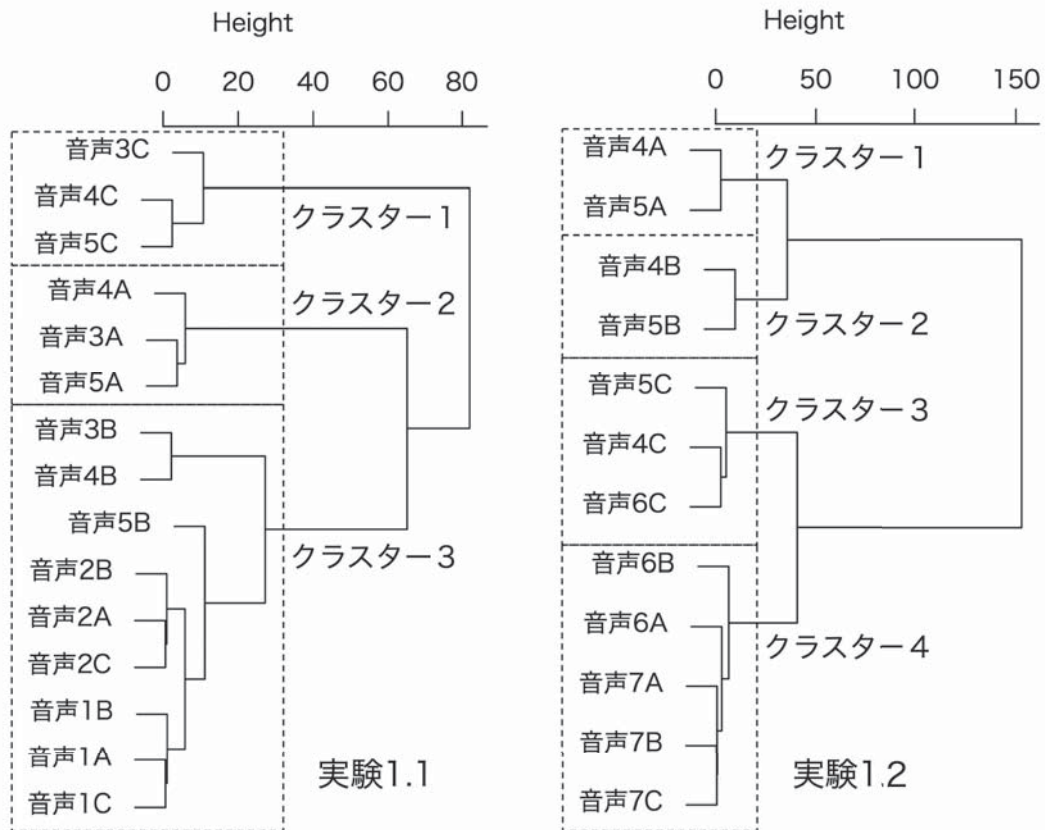 Height
0 20 40 60 80
音声3C
音声4C
クラスター1
音声5C
音声4A
クラスター2
音声3A
音声5A
音声3B
音声4B
音声5B
クラスター3
音声2B
音声2A
音声2C
音声1B
音声1A
音声1C
実験1.1
Height
0 50 100 150
音声4A
クラスター1
音声5A
音声4B
音声5B
クラスター2
音声5C
クラスター3
音声4C
音声6C
音声6B
音声6A
クラスター4
音声7A
音声7B
音声7C
実験1.2